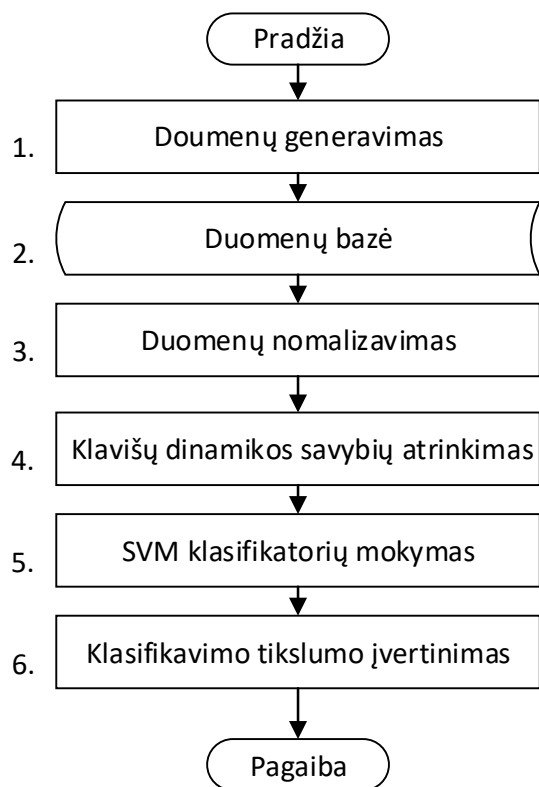 Pradžia
1. Doumenų generavimas
2. Duomenų bazė
3. Duomenų nomalizavimas
4. Klavišų dinamikos savybių atrinkimas
5. SVM klasifikatorių mokymas
6. Klasifikavimo tikslumo įvertinimas
Pagaiba